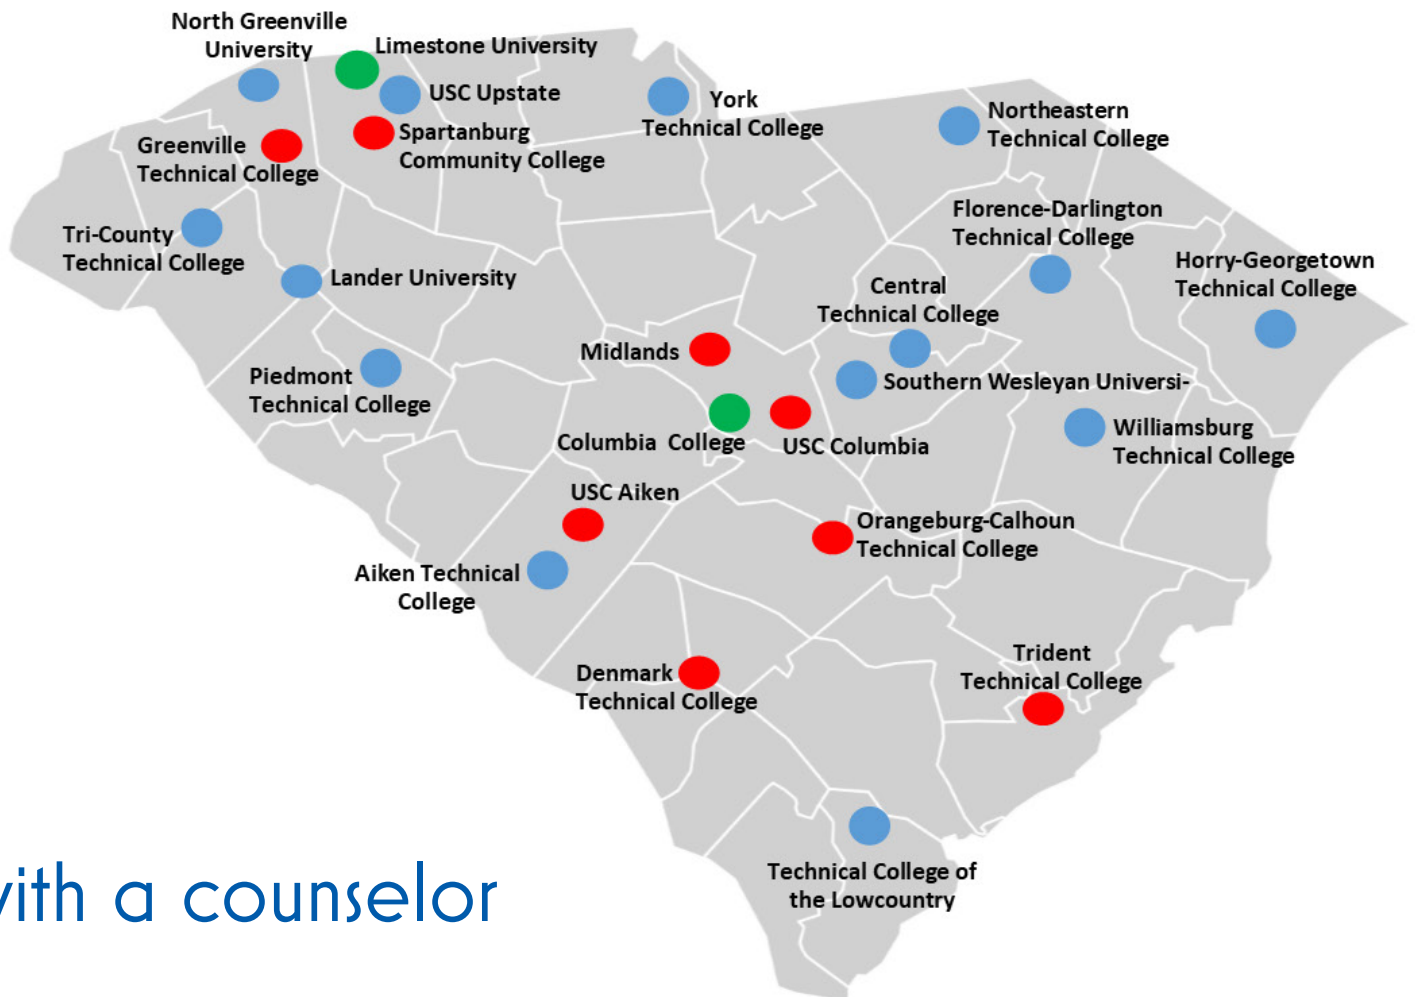 North Greenville
University
Limestone University
USC Upstate
York
Technical College
Northeastern
Technical College
Greenville
Technical College
Spartanburg
Community College
Florence-Darlington
Technical College
Tri-County
Technical College
Lander University
Horry-Georgetown
Technical College
Central
Technical College
Midlands
Southern Wesleyan Universi-
Piedmont
Technical College
Columbia College
USC Columbia
Williamsburg
Technical College
USC Aiken
Orangeburg-Calhoun
Technical College
Aiken Technical
College
Denmark
Technical College
Trident
Technical College
Technical College of
the Lowcountry
with a counselor